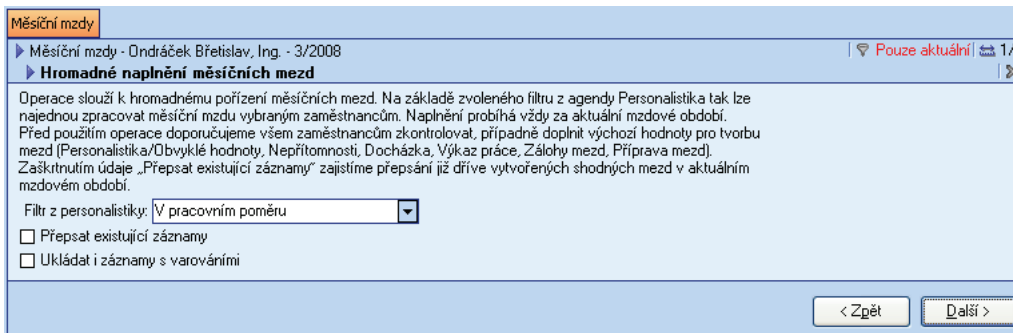 Měsíční mzdy
Měsíční mzdy - Ondráček Břetislav, Ing. - 3/2008 Pouze aktuální 1/
Hromadné naplnění měsíčních mezd
Operace slouží k hromadnému pořízení měsíčních mezd. Na základě zvoleného filtru z agendy Personalistika tak lze
najednou zpracovat měsíční mzdu vybraným zaměstnancům. Naplnění probíhá vždy za aktuální mzdové období.
Před použitím operace doporučujeme všem zaměstnancům zkontrolovat, případně doplnit výchozí hodnoty pro tvorbu
mezd (Personalistika/Obvyklé hodnoty, Nepřítomnosti, Docházka, Výkaz práce, Zálohy mezd, Příprava mezd).
Zaškrtnutím údaje „Přepsat existující záznamy“ zajistíme přepsání již dříve vytvořených shodných mezd v aktuálním
mzdovém období.
Filtr z personalistiky: V pracovním poměru
Přepsat existující záznamy
Ukládat i záznamy s varováními
< Zpět Další >